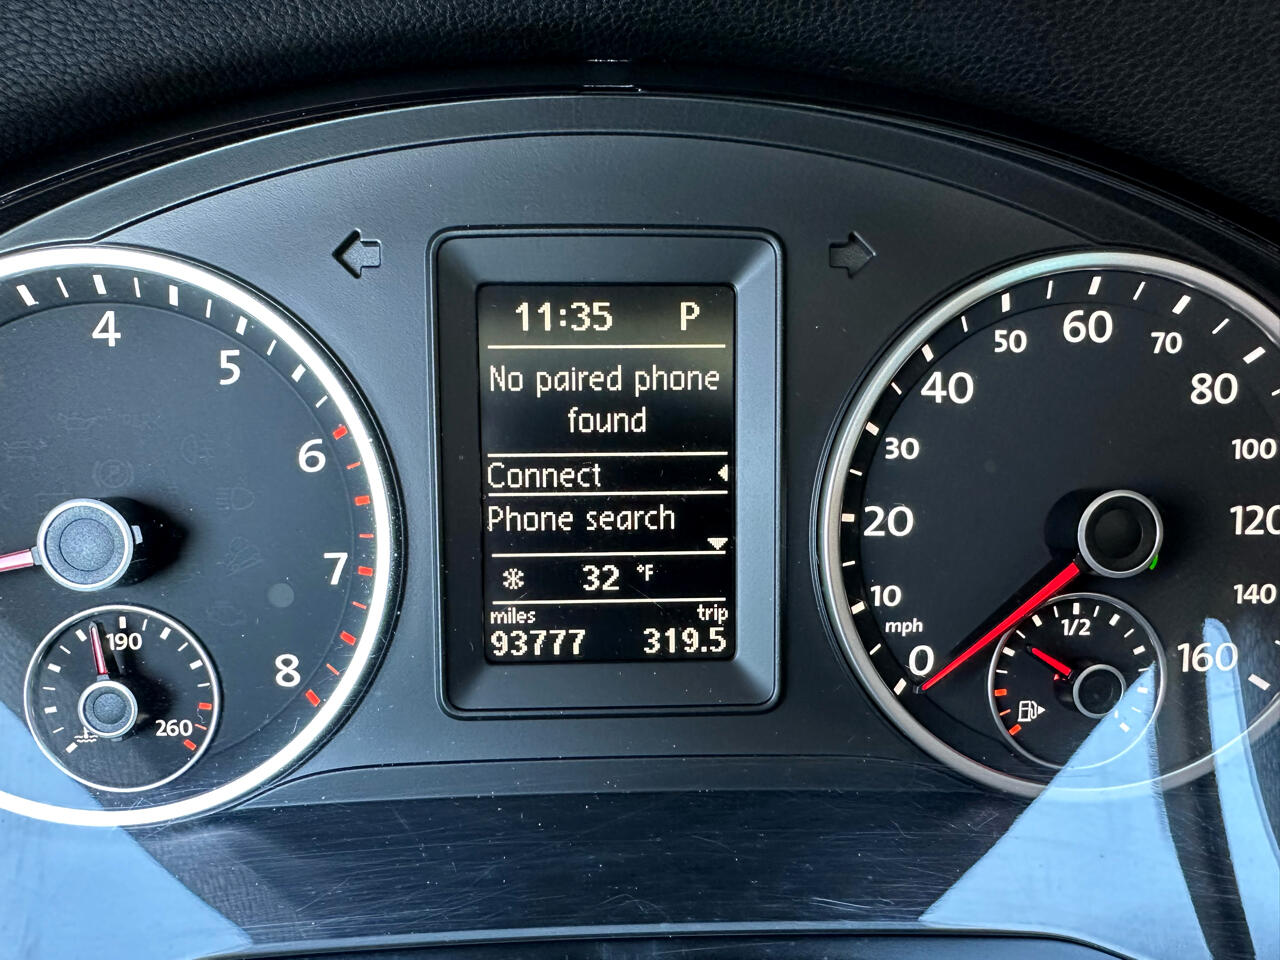 11:35 P
No paired phone
found
Connect
Phone search
32 °F
miles trip
93777 319.5
4
5
6
7
8
190
260
0
10
20
30
40
50
60
70
80
100
120
140
160
mph
1/2